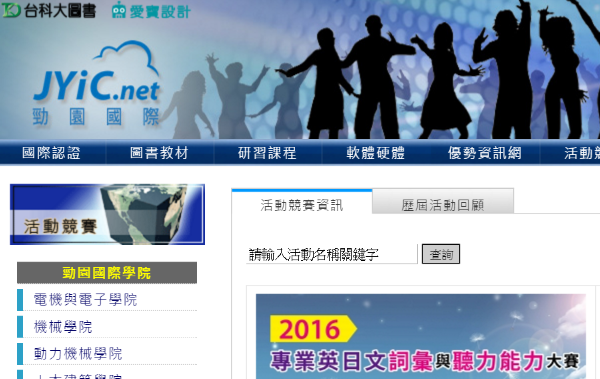 台科大圖書 愛寶設計
JYiC.net
勁園國際
國際認證 圖書教材 研習課程 軟體硬體 優勢資訊網 活動
活動競賽
活動競賽資訊 歷屆活動回顧
請輸入活動名稱關鍵字 查詢
勁園國際學院
電機與電子學院
機械學院
動力機械學院
2016
專業英日文詞彙與聽力能力大賽